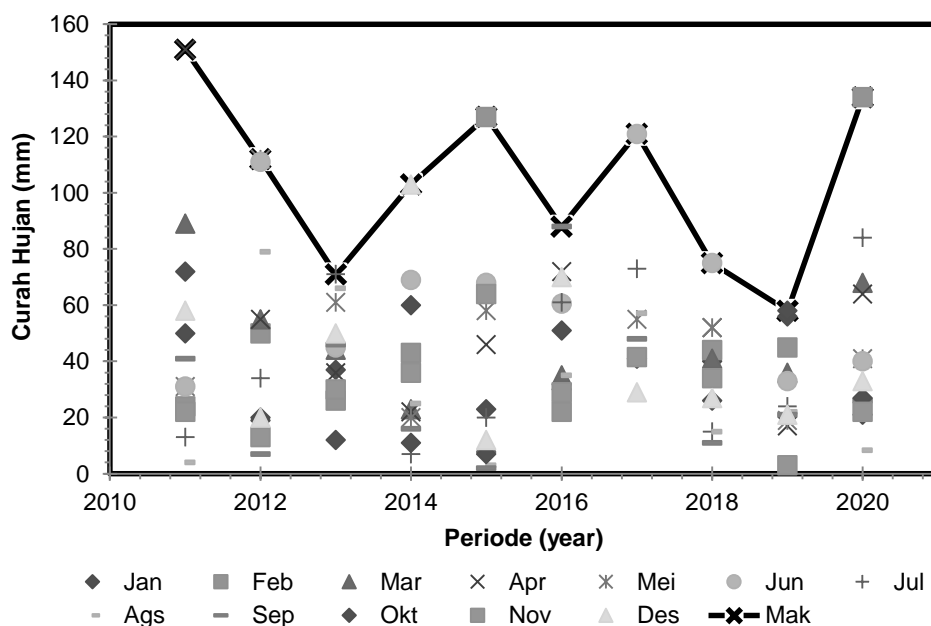 160
140
120
100
80
60
40
20
0
Curah Hujan (mm)
2010 2012 2014 2016 2018 2020
Periode (year)
Jan Feb Mar Apr Mei Jun Jul
Ags Sep Okt Nov Des Mak